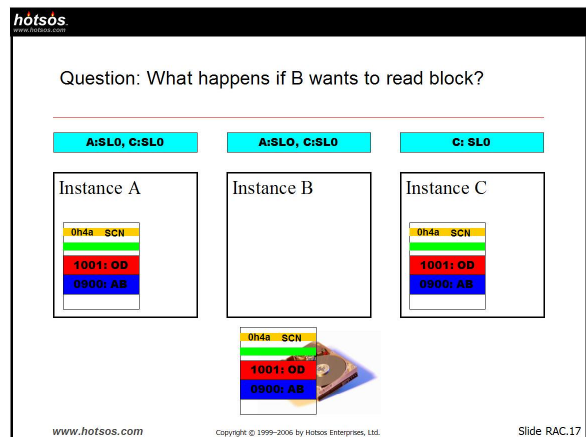 hotsos.
www.hotsos.com
Question: What happens if B wants to read block?
A:SL0, C:SL0
A:SLO, C:SL0
C: SL0
Instance A
0h4a SCN
1001: OD
0900: AB
Instance B
Instance C
0h4a SCN
1001: OD
0900: AB
0h4a SCN
1001: OD
0900: AB
www.hotsos.com
Copyright © 1999–2006 by Hotsos Enterprises, Ltd.
Slide RAC.17